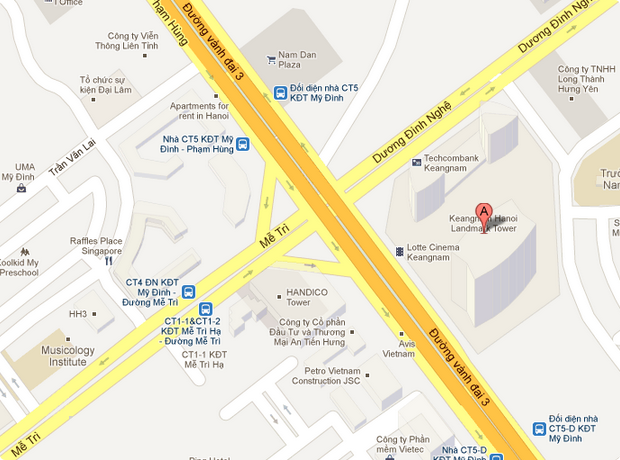 Office
Phạm Hùng
Đường vành đai 3
Dương Đình Nghệ
Công ty Viễn
Thông Liên Tỉnh
Nam Dan
Plaza
Công ty TNHH
Long Thành
Hưng Yên
Tổ chức sự
kiện Đại Lâm
Đối diện nhà CT5
KĐT Mỹ Đình
Apartments for
rent in Hanoi
Nhà CT5 KĐT Mỹ
Đình - Phạm Hùng
Dương Đình Nghệ
Trần Văn Lai
UMA
Mỹ Đình
Techcombank
Keangnam
A
Keangnam Hanoi
Landmark Tower
Mễ Trì
Raffles Place
Singapore
Lotte Cinema
Keangnam
Koolkid My
Preschool
CT4 ĐN KĐT
Mỹ Đình -
Đường Mễ Trì
HANDICO
Tower
HH3
CT1-1&CT1-2
KĐT Mễ Trì Hạ
- Đường Mễ Trì
Công ty Cổ phần
Đầu Tư và Thương
Mại An Tiến Hưng
Đường vành đai 3
Avis
Vietnam
Musicology
Institute
CT1-1 KĐT
Mễ Trì Hạ
Petro Vietnam
Construction JSC
Mễ Trì
Đối diện nhà
CT5-D KĐT
Mỹ Đình
Công ty Phần
mềm Vietec
Nhà CT5-D
KĐT Mỹ Đình